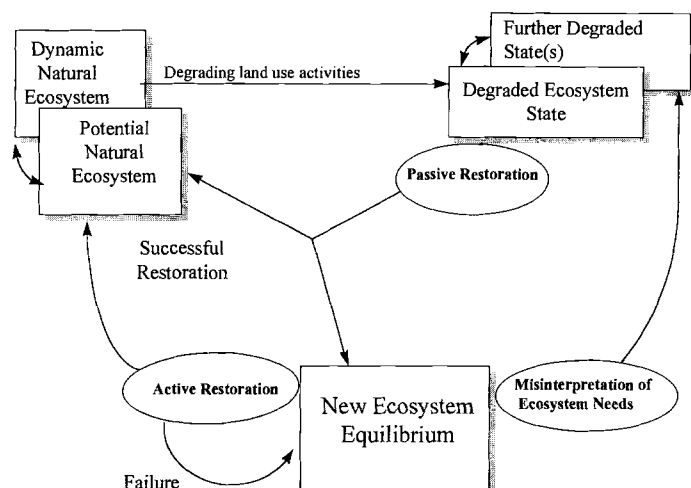 Dynamic
Natural
Ecosystem
Potential
Natural
Ecosystem
Degrading land use activities
Further Degraded
State(s)
Degraded Ecosystem
State
Passive Restoration
Successful
Restoration
Active Restoration
New Ecosystem
Equilibrium
Misinterpretation of
Ecosystem Needs
Failure